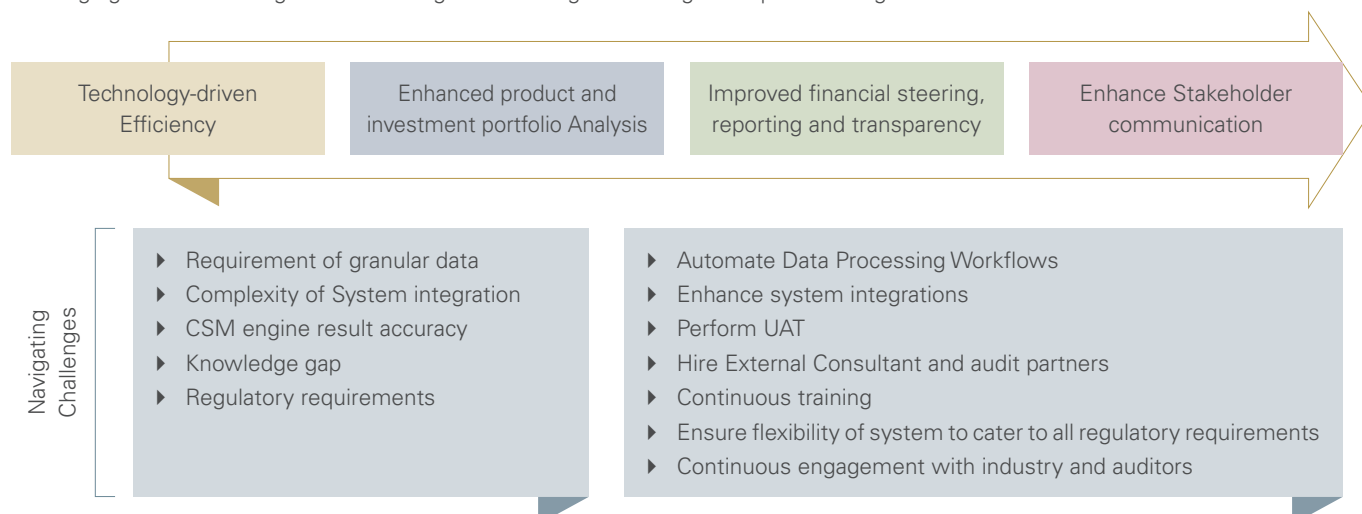 Technology-driven
Efficiency
Enhanced product and
investment portfolio Analysis
Improved financial steering,
reporting and transparency
Enhance Stakeholder
communication
Navigating
Challenges
Requirement of granular data
Complexity of System integration
CSM engine result accuracy
Knowledge gap
Regulatory requirements
Automate Data Processing Workflows
Enhance system integrations
Perform UAT
Hire External Consultant and audit partners
Continuous training
Ensure flexibility of system to cater to all regulatory requirements
Continuous engagement with industry and auditors